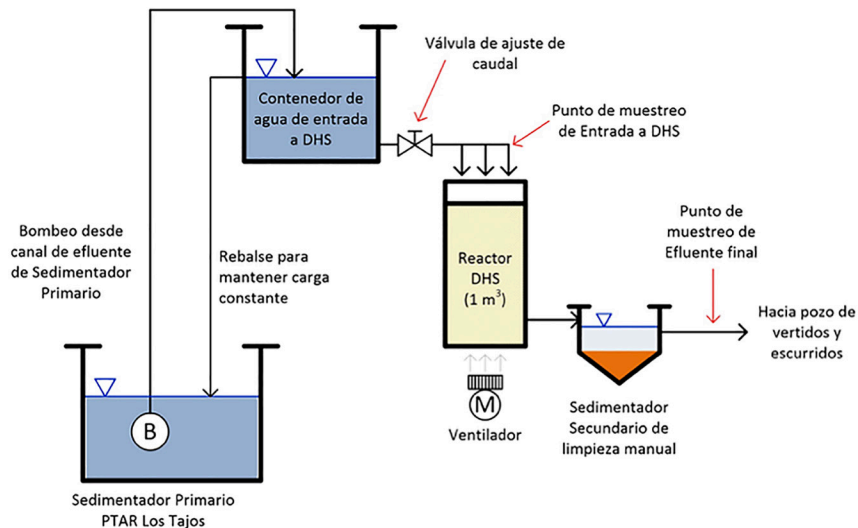 Válvula de ajuste de
caudal
Contenedor de
agua de entrada
a DHS
Punto de muestreo
de Entrada a DHS
Bombeo desde
canal de efluente
de Sedimentador
Primario
Rebalse para
mantener carga
constante
Reactor
DHS
(1 m³)
Punto de
muestreo de
Efluente final
Hacia pozo de
vertidos y
escurridos
M
Ventilador
Sedimentador
Secundario de
limpieza manual
B
Sedimentador Primario
PTAR Los Tajos